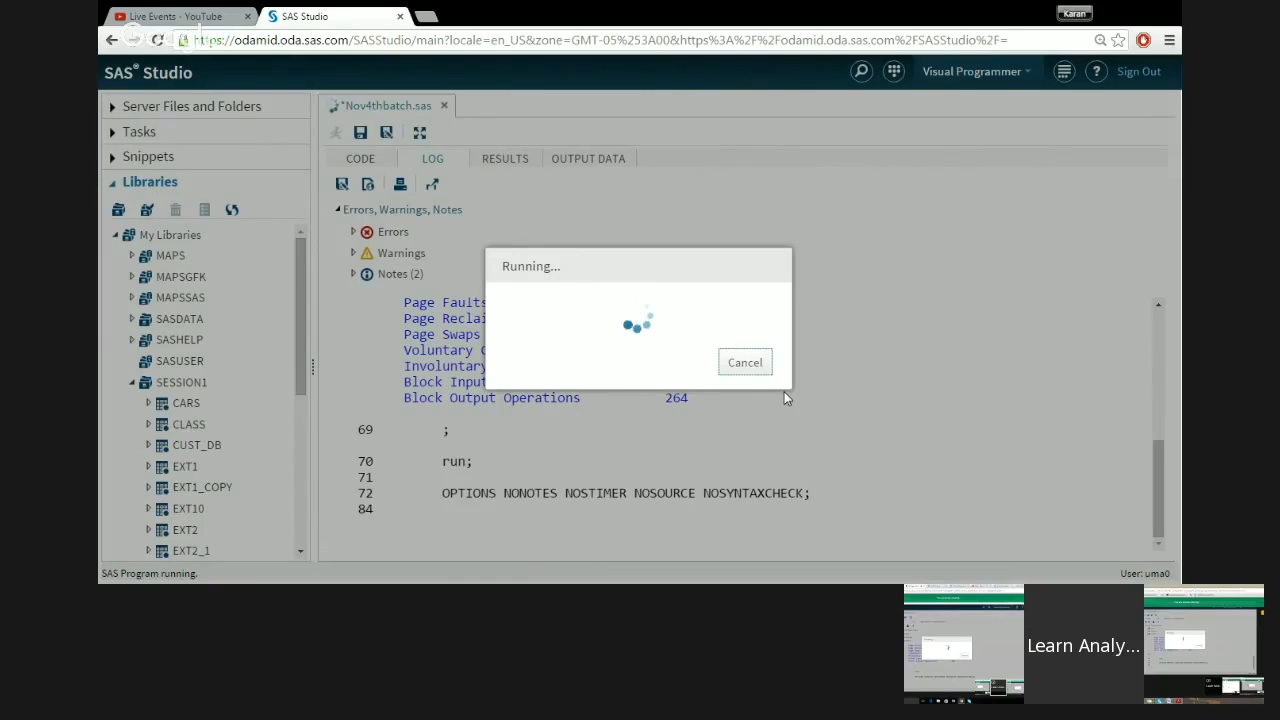 Live Events - YouTube
SAS Studio
Karan
https://odamid.oda.sas.com/SASStudio/main?locale=en_US&zone=GMT-05%253A00&https%3A%2F%2Fodamid.oda.sas.com%2FSASStudio%2F=
SAS® Studio
Visual Programmer
Sign Out
Server Files and Folders
Tasks
Snippets
Libraries
My Libraries
MAPS
MAPSGFK
MAPSSAS
SASDATA
SASHELP
SASUSER
SESSION1
CARS
CLASS
CUST_DB
EXT1
EXT1_COPY
EXT10
EXT2
EXT2_1
*Nov4thbatch.sas
CODE LOG RESULTS OUTPUT DATA
Errors, Warnings, Notes
Errors
Warnings
Notes (2)
Running...
Cancel
Page Faults
Page Recla
Page Swaps
Voluntary C
Involuntary
Block Input
Block Output Operations 264
69 ;
70 run;
71
72 OPTIONS NONOTES NOSTIMER NOSOURCE NOSYNTAXCHECK;
84
SAS Program running.
User: uma0
Learn Analy...